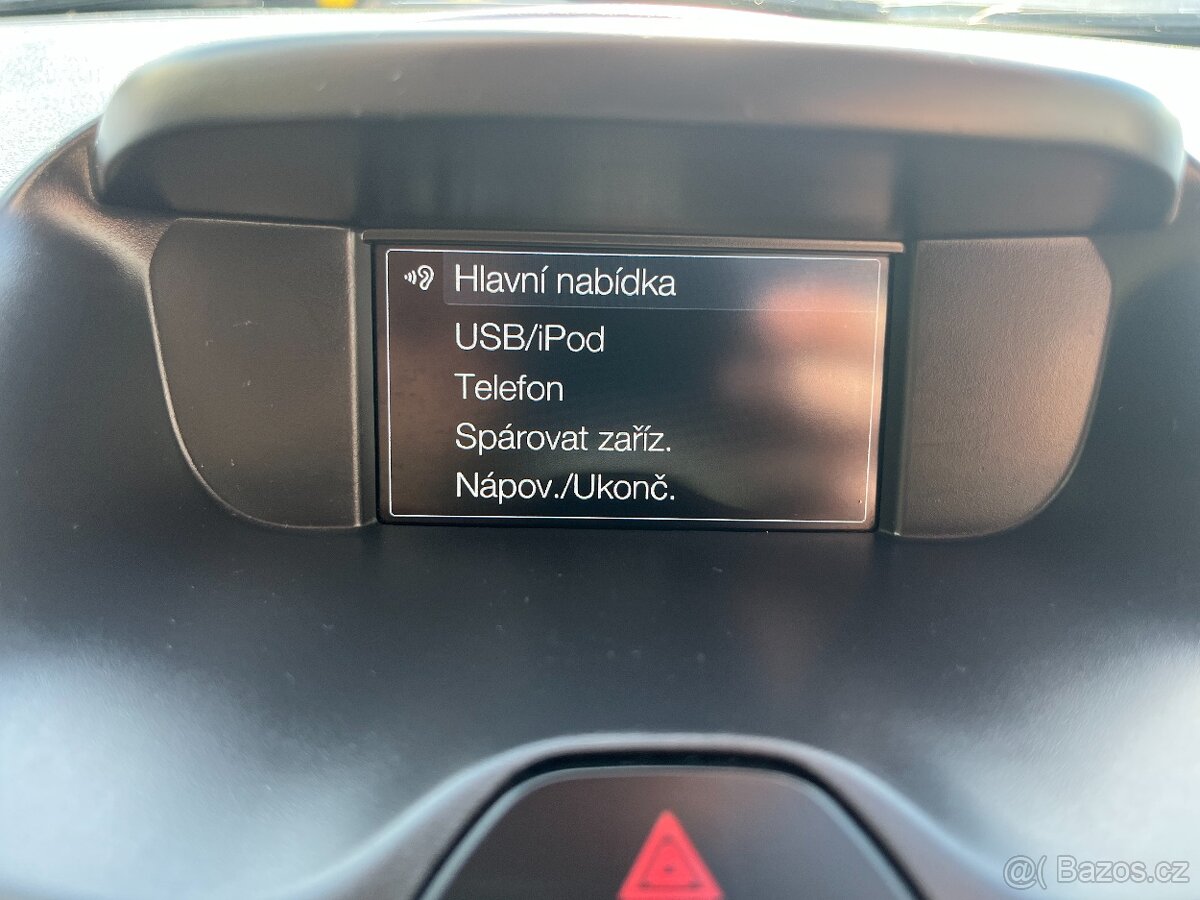 Hlavní nabídka
USB/iPod
Telefon
Spárovat zaříz.
Nápov./Ukonč.
@( Bazos.cz